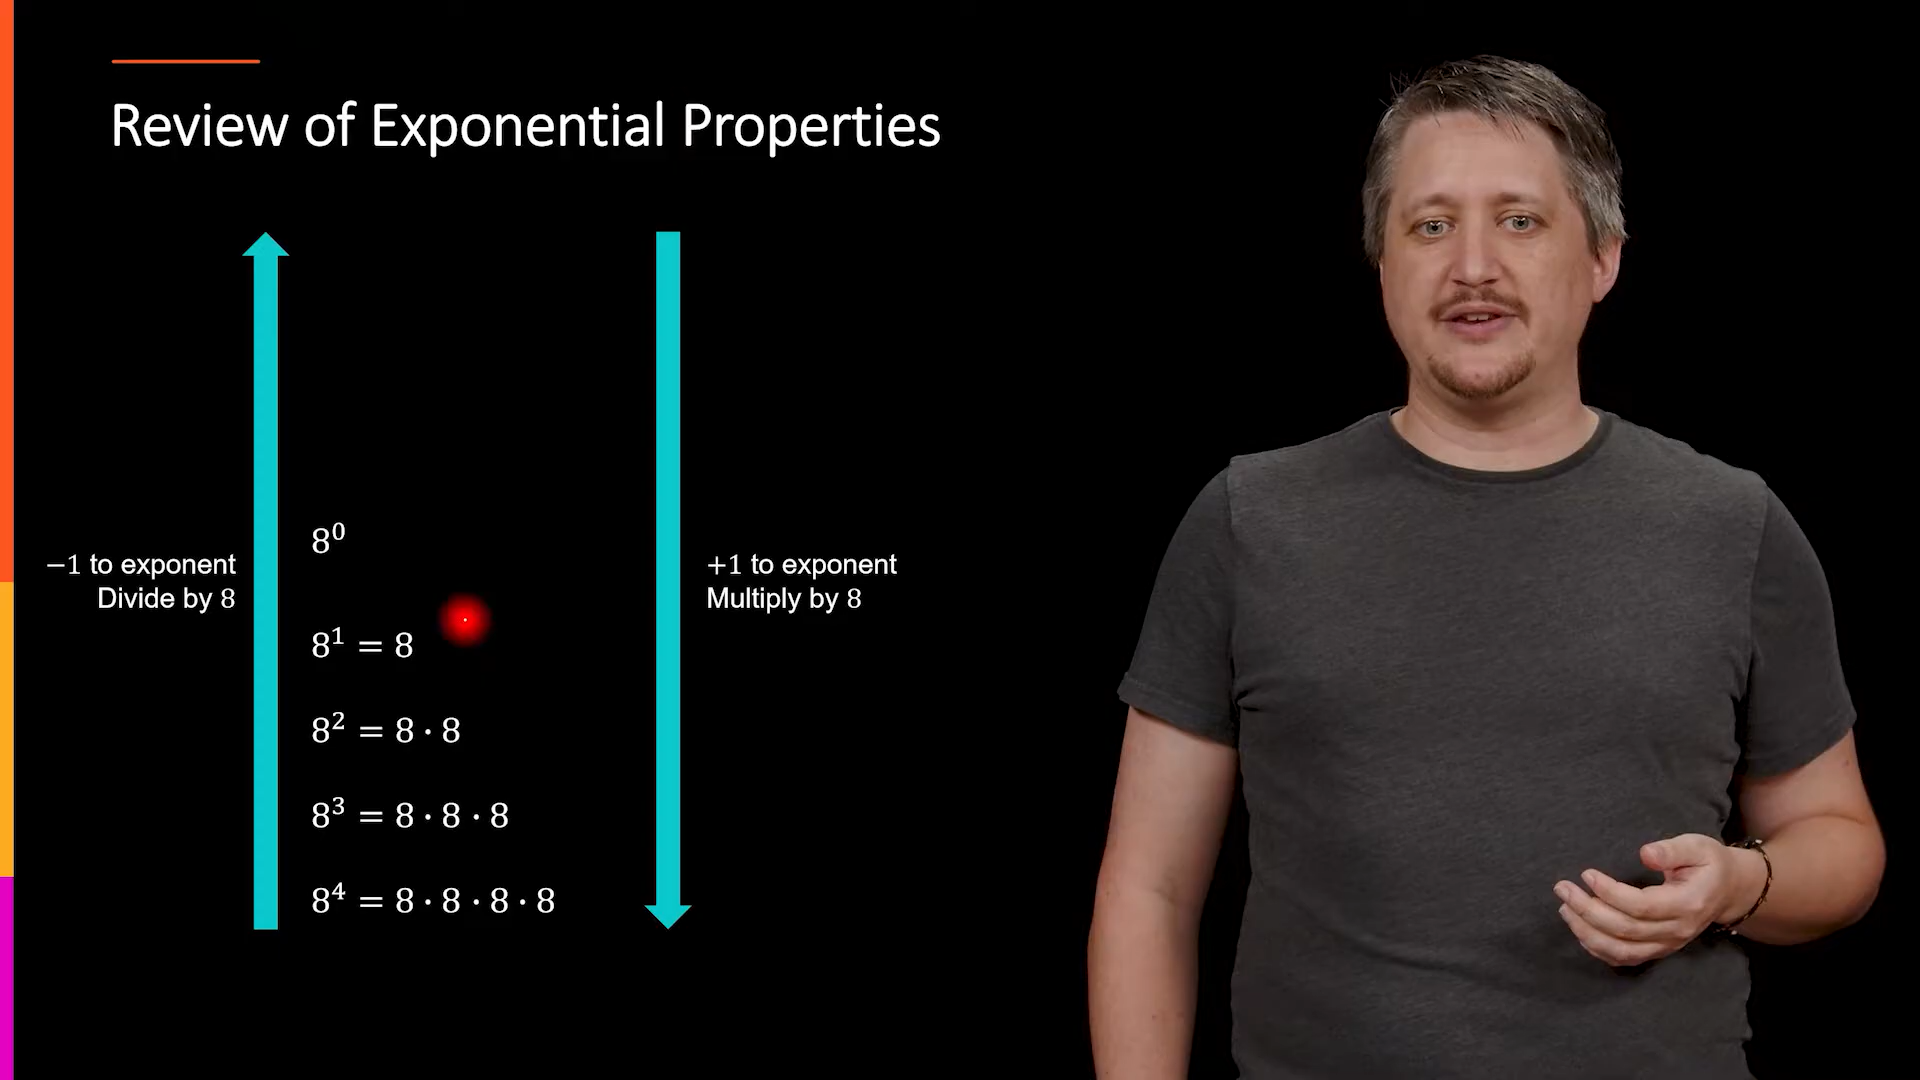 Review of Exponential Properties
−1 to exponent
Divide by 8
8⁰
8¹ = 8
8² = 8 · 8
8³ = 8 · 8 · 8
8⁴ = 8 · 8 · 8 · 8
+1 to exponent
Multiply by 8